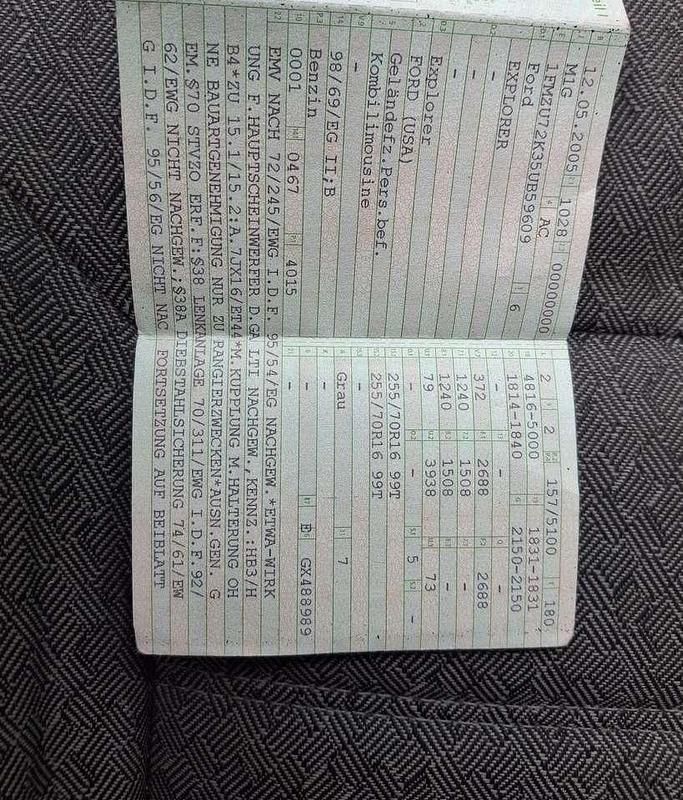 12.05.2005 1028 00000000
M1G AC
1FMZU72K35UB59609 6
Ford
EXPLORER
-
-
-
Explorer
FORD (USA)
Geländefz.Pers.bef.
Kombilimousine
-
98/69/EG II;B
Benzin
0001 0467 4015
2 2 157/5100 180
4816-5000 1831-1831
1814-1840 2150-2150
- - -
372 2688 2688
1240 1508 -
1240 1508 -
79 3938 73
- - 5 -
255/70R16 99T
255/70R16 99T
-
Grau 7
-
- E GX488989
-
EMV NACH 72/245/EWG I.D.F. 95/54/EG NACHGEW.*ETWA-WIRK
UNG F.HAUPTSCHEINWERFER D.GA LTI NACHGEW., KENNZ.:HB3/H
B4*ZU 15.1/15.2:A.7JX16/ET44*M.KUPPLUNG M.HALTERUNG OH
NE BAUARTGENEHMIGUNG NUR ZU RANGIERZWECKEN*AUSN.GEN. G
EM.§70 STVZO ERF.F:§38 LENKANLAGE 70/311/EWG I.D.F.92/
62/EWG NICHT NACHGEW.;§38A DIEBSTAHLSICHERUNG 74/61/EW
G I.D.F. 95/56/EG NICHT NAC FORTSETZUNG AUF BEIBLATT